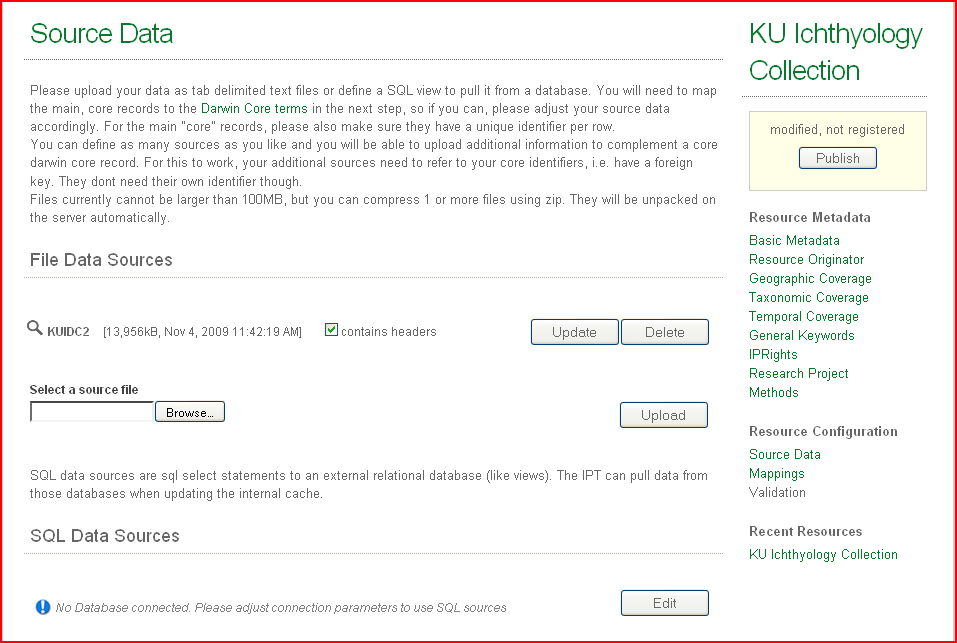 Source Data
Please upload your data as tab delimited text files or define a SQL view to pull it from a database. You will need to map
the main, core records to the Darwin Core terms in the next step, so if you can, please adjust your source data
accordingly. For the main "core" records, please also make sure they have a unique identifier per row.
You can define as many sources as you like and you will be able to upload additional information to complement a core
darwin core record. For this to work, your additional sources need to refer to your core identifiers, i.e. have a foreign
key. They dont need their own identifier though.
Files currently cannot be larger than 100MB, but you can compress 1 or more files using zip. They will be unpacked on
the server automatically.
File Data Sources
KUIDC2 [13,956kB, Nov 4, 2009 11:42:19 AM] contains headers Update Delete
Select a source file
Browse... Upload
SQL data sources are sql select statements to an external relational database (like views). The IPT can pull data from
those databases when updating the internal cache.
SQL Data Sources
No Database connected. Please adjust connection parameters to use SQL sources Edit
KU Ichthyology
Collection
modified, not registered
Publish
Resource Metadata
Basic Metadata
Resource Originator
Geographic Coverage
Taxonomic Coverage
Temporal Coverage
General Keywords
IPRights
Research Project
Methods
Resource Configuration
Source Data
Mappings
Validation
Recent Resources
KU Ichthyology Collection